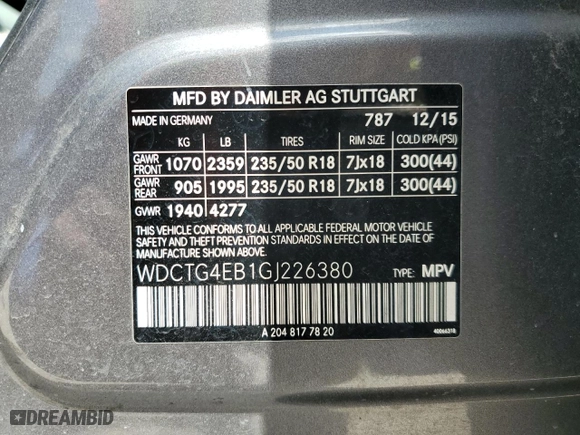 MFD BY DAIMLER AG STUTTGART
MADE IN GERMANY 787 12/15
KG LB TIRES RIM SIZE COLD KPA(PSI)
GAWR FRONT 1070 2359 235/50 R18 7Jx18 300(44)
GAWR REAR 905 1995 235/50 R18 7Jx18 300(44)
GVWR 1940 4277
THIS VEHICLE CONFORMS TO ALL APPLICABLE FEDERAL MOTOR VEHICLE
SAFETY, BUMPER, AND THEFT PREVENTION STANDARDS IN EFFECT
ON THE DATE OF MANUFACTURE SHOWN ABOVE.
WDCTG4EB1GJ226380 TYPE: MPV
A 204 817 78 20 40066318
DREAMBID